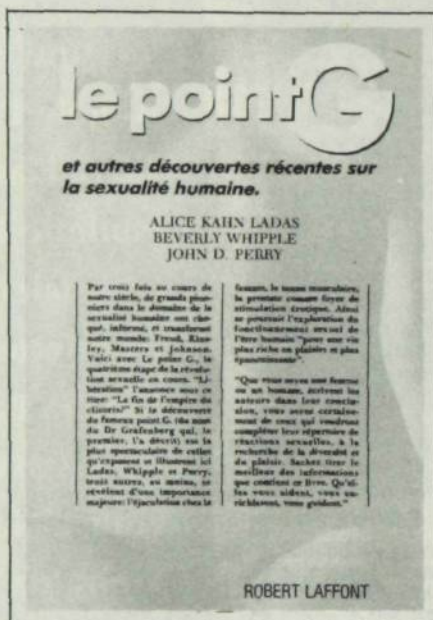 le point G
et autres découvertes récentes sur
la sexualité humaine.
ALICE KAHN LADAS
BEVERLY WHIPPLE
JOHN D. PERRY
Par trois fois au cours de
notre siècle, de grands pion-
niers dans le domaine de la
sexualité humaine ont cho-
qué, informé, et transformé
notre monde: Freud, Kin-
sey, Masters et Johnson.
Voici avec Le point G., le
quatrième étape de la révolu-
tion sexuelle en cours. "Li-
bération" l'annonce sous ce
titre: "La fin de l'empire du
clitoris!" Si la découverte
du fameux point G. (du nom
du Dr Grafenberg qui, le
premier, l'a décrit) est la
plus spectaculaire de celles
qu'exposent et illustrent ici
Ladas, Whipple et Perry,
trois autres, au moins, se
révèlent d'une importance
majeure: l'éjaculation chez la
femme, le tonus musculaire,
la prostate comme foyer de
stimulation érotique. Ainsi
se poursuit l'exploration du
fonctionnement sexuel de
l'être humain "pour une vie
plus riche en plaisirs et plus
épanouissante".
"Que vous soyez une femme
ou un homme, écrivent les
auteurs dans leur conclu-
sion, vous serez certaine-
ment de ceux qui voudront
compléter leur répertoire de
réactions sexuelles, à la
recherche de la diversité et
du plaisir. Sachez tirer le
meilleur des informations
que contient ce livre. Qu'el-
les vous aident, vous en-
richissent, vous guident."
ROBERT LAFFONT